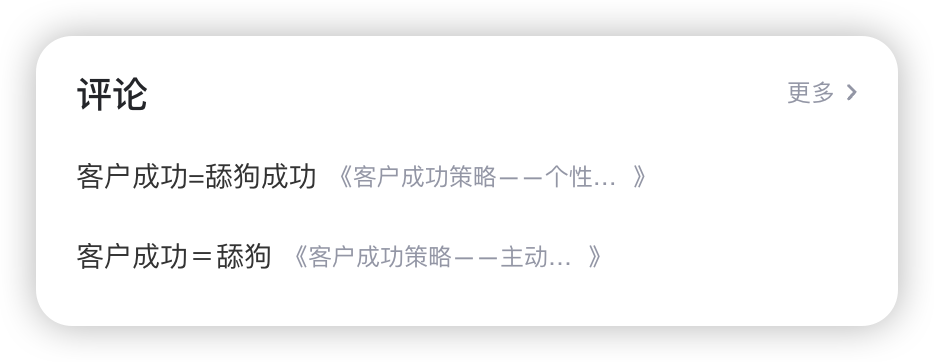 评论
更多 >
客户成功=舔狗成功 《客户成功策略——个性... 》
客户成功＝舔狗 《客户成功策略——主动... 》